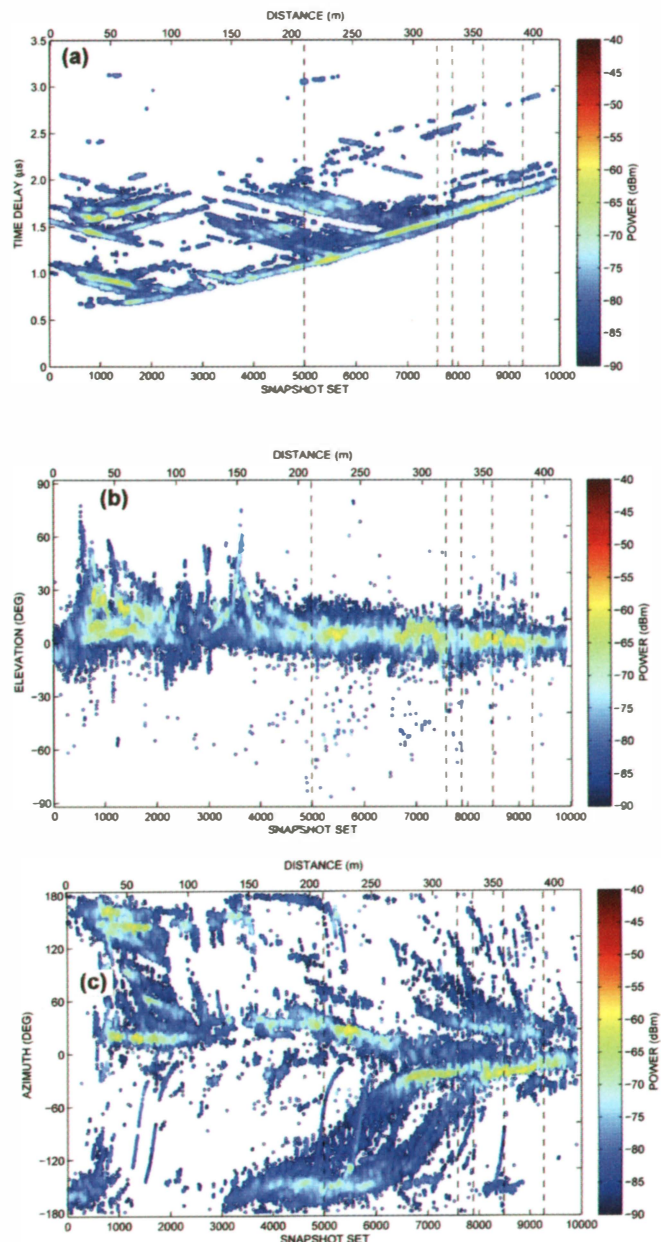 DISTANCE (m)
0 50 100 150 200 250 300 350 400
(a)
3.5
3.0
2.5
2.0
1.5
1.0
0.5
0
TIME DELAY (µs)
0 1000 2000 3000 4000 5000 6000 7000 8000 9000 10000
SNAPSHOT SET
-40
-45
-50
-55
-60
-65
-70
-75
-80
-85
-90
POWER (dBm)
DISTANCE (m)
0 50 100 150 200 250 300 350 400
(b)
90
60
30
0
-30
-60
-90
ELEVATION (DEG)
0 1000 2000 3000 4000 5000 6000 7000 8000 9000 10000
SNAPSHOT SET
-40
-45
-50
-55
-60
-65
-70
-75
-80
-85
-90
POWER (dBm)
DISTANCE (m)
0 50 100 150 200 250 300 350 400
(c)
180
120
60
0
-60
-120
-180
AZIMUTH (DEG)
0 1000 2000 3000 4000 5000 6000 7000 8000 9000 10000
SNAPSHOT SET
-40
-45
-50
-55
-60
-65
-70
-75
-80
-85
-90
POWER (dBm)